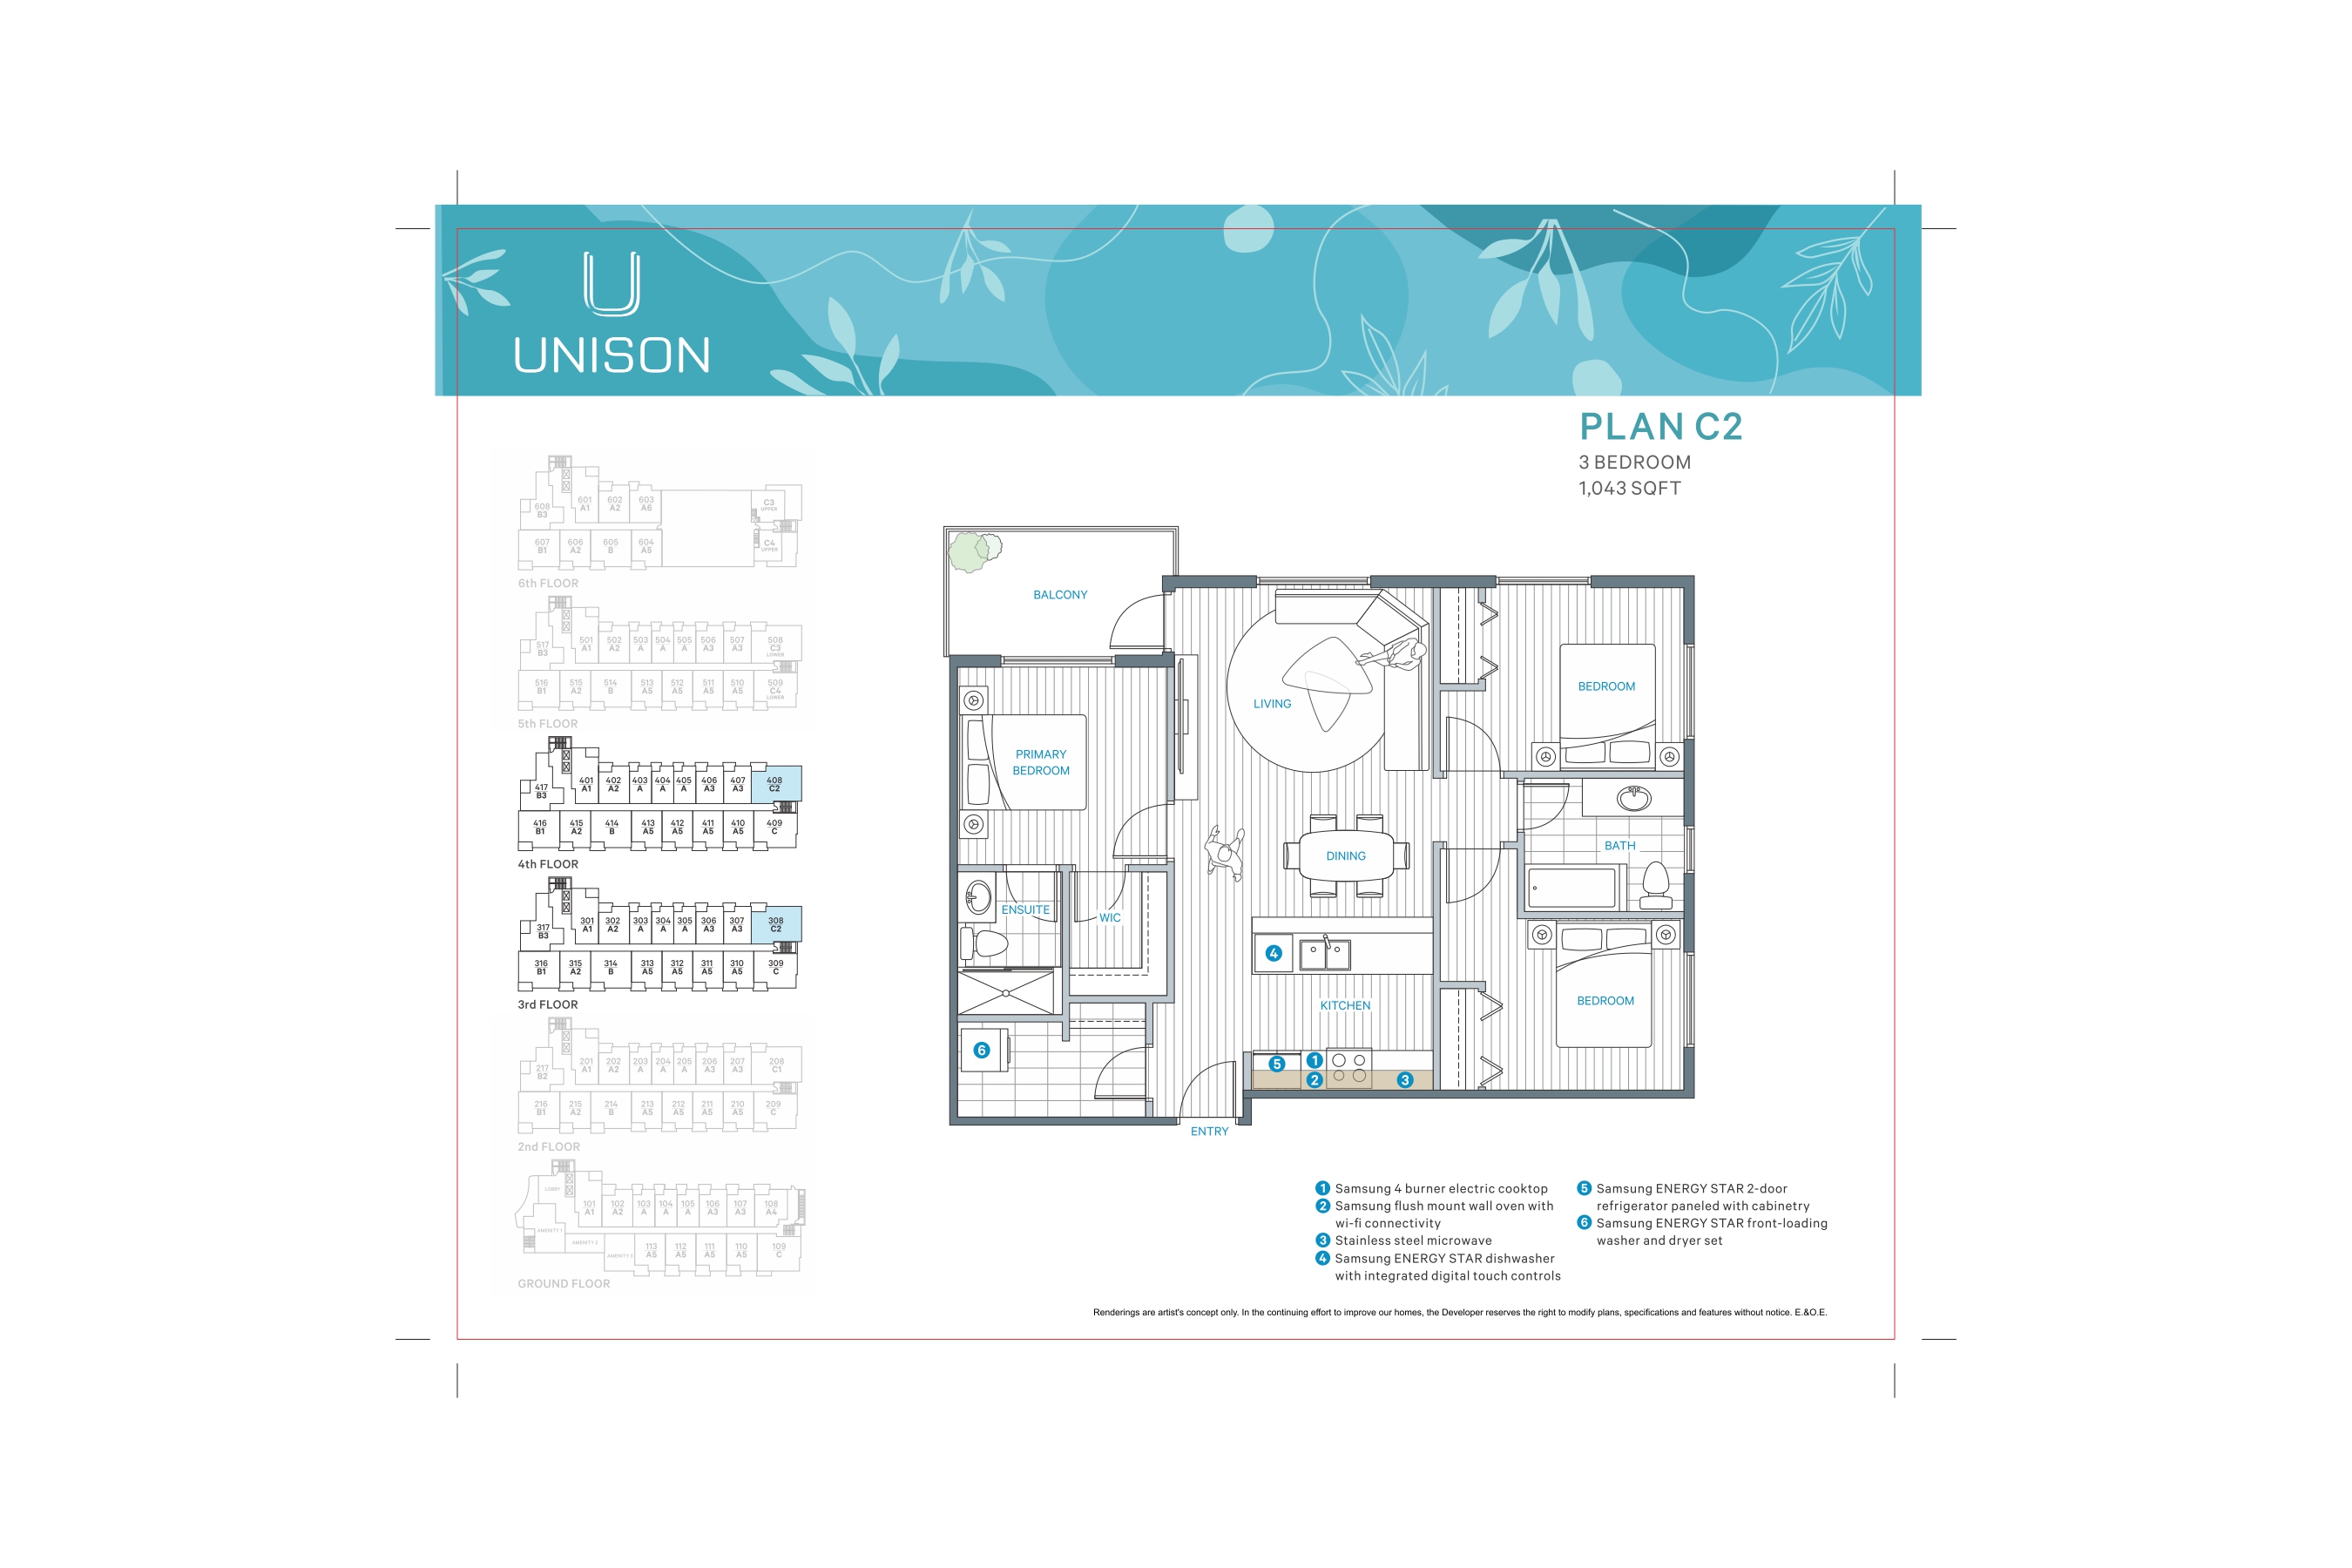 UNISON
PLAN C2
3 BEDROOM
1,043 SQFT
601 A1
602 A2
603 A6
608 B3
C3 UPPER
607 B1
606 A2
605 B
604 A5
C4 UPPER
6th FLOOR
517 B3
501 A1
502 A2
503 A
504 A
505 A
506 A3
507 A3
508 C3 LOWER
516 B1
515 A2
514 B
513 A5
512 A5
511 A5
510 A5
509 C4 LOWER
5th FLOOR
417 B3
401 A1
402 A2
403 A
404 A
405 A
406 A3
407 A3
408 C2
416 B1
415 A2
414 B
413 A5
412 A5
411 A5
410 A5
409 C
4th FLOOR
317 B3
301 A1
302 A2
303 A
304 A
305 A
306 A3
307 A3
308 C2
316 B1
315 A2
314 B
313 A5
312 A5
311 A5
310 A5
309 C
3rd FLOOR
217 B2
201 A1
202 A2
203 A
204 A
205 A
206 A3
207 A3
208 C1
216 B1
215 A2
214 B
213 A5
212 A5
211 A5
210 A5
209 C
2nd FLOOR
LOBBY
101 A1
102 A2
103 A
104 A
105 A
106 A3
107 A3
108 A4
AMENITY 1
AMENITY 2
113 A5
112 A5
111 A5
110 A5
109 C
GROUND FLOOR
BALCONY
LIVING
BEDROOM
PRIMARY
BEDROOM
DINING
BATH
ENSUITE
WIC
4
KITCHEN
BEDROOM
6
5
1
2
3
ENTRY
1 Samsung 4 burner electric cooktop
2 Samsung flush mount wall oven with
wi-fi connectivity
3 Stainless steel microwave
4 Samsung ENERGY STAR dishwasher
with integrated digital touch controls
5 Samsung ENERGY STAR 2-door
refrigerator paneled with cabinetry
6 Samsung ENERGY STAR front-loading
washer and dryer set
Renderings are artist's concept only. In the continuing effort to improve our homes, the Developer reserves the right to modify plans, specifications and features without notice. E.&O.E.